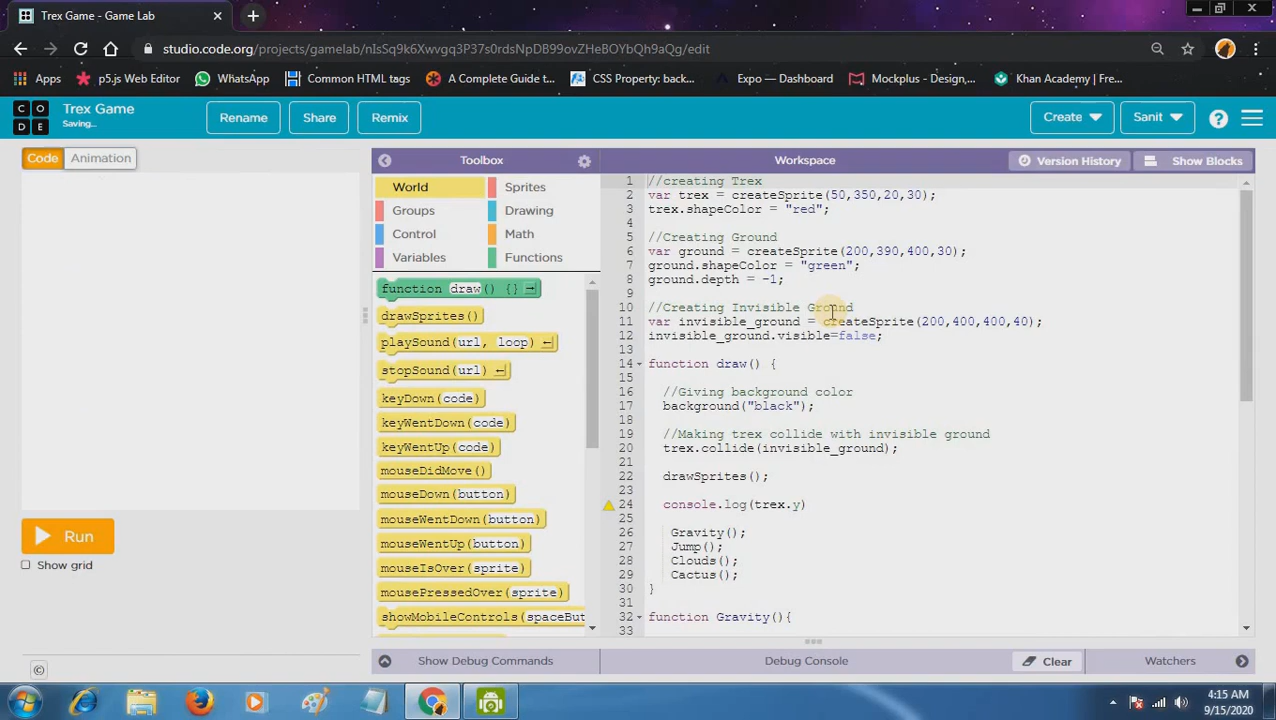 Trex Game - Game Lab
studio.code.org/projects/gamelab/nIsSq9k6Xwvgq3P37s0rdsNpDB99ovZHeBOYbQh9aQg/edit
Apps
p5.js Web Editor
WhatsApp
Common HTML tags
A Complete Guide t...
CSS Property: back...
Expo — Documentati...
Mockplus - Design,...
Khan Academy | Fre...
C O
D E
Trex Game
Saving...
Rename
Share
Remix
Create
Sanit
Code
Animation
Toolbox
Workspace
Version History
Show Blocks
World
Sprites
Groups
Drawing
Control
Math
Variables
Functions
function draw() {}
drawSprites()
playSound(url, loop)
stopSound(url)
keyDown(code)
keyWentDown(code)
keyWentUp(code)
mouseDidMove()
mouseDown(button)
mouseWentDown(button)
mouseWentUp(button)
mouseIsOver(sprite)
mousePressedOver(sprite)
showMobileControls(spaceBut
1 //creating Trex
2 var trex = createSprite(50,350,20,30);
3 trex.shapeColor = "red";
4
5 //Creating Ground
6 var ground = createSprite(200,390,400,30);
7 ground.shapeColor = "green";
8 ground.depth = -1;
9
10 //Creating Invisible Ground
11 var invisible_ground = createSprite(200,400,400,40);
12 invisible_ground.visible=false;
13
14 function draw() {
15
16 //Giving background color
17 background("black");
18
19 //Making trex collide with invisible ground
20 trex.collide(invisible_ground);
21
22 drawSprites();
23
24 console.log(trex.y)
25
26 Gravity();
27 Jump();
28 Clouds();
29 Cactus();
30 }
31
32 function Gravity(){
33
Run
Show grid
©
Show Debug Commands
Debug Console
Clear
Watchers
4:15 AM
9/15/2020